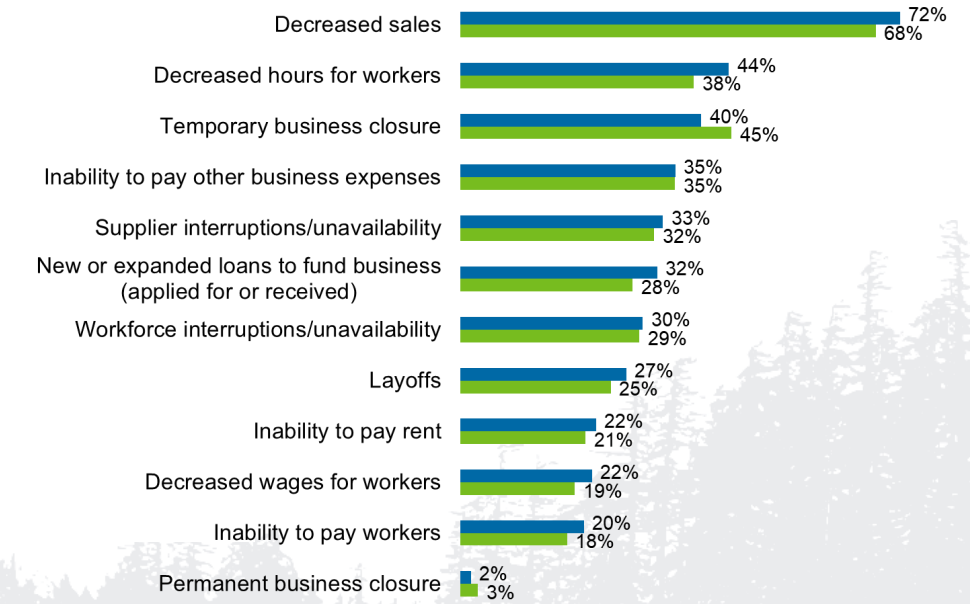 Decreased sales
72%
68%
Decreased hours for workers
44%
38%
Temporary business closure
40%
45%
Inability to pay other business expenses
35%
35%
Supplier interruptions/unavailability
33%
32%
New or expanded loans to fund business
(applied for or received)
32%
28%
Workforce interruptions/unavailability
30%
29%
Layoffs
27%
25%
Inability to pay rent
22%
21%
Decreased wages for workers
22%
19%
Inability to pay workers
20%
18%
Permanent business closure
2%
3%